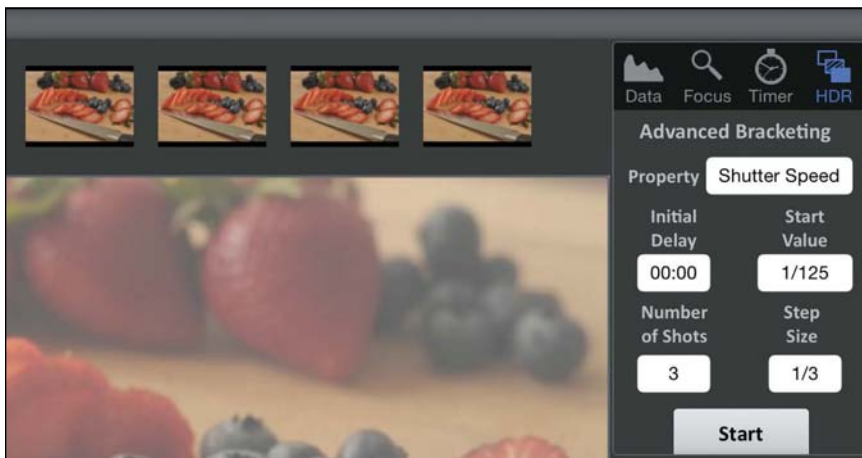 Data Focus Timer HDR
Advanced Bracketing
Property Shutter Speed
Initial Start
Delay Value
00:00 1/125
Number Step
of Shots Size
3 1/3
Start